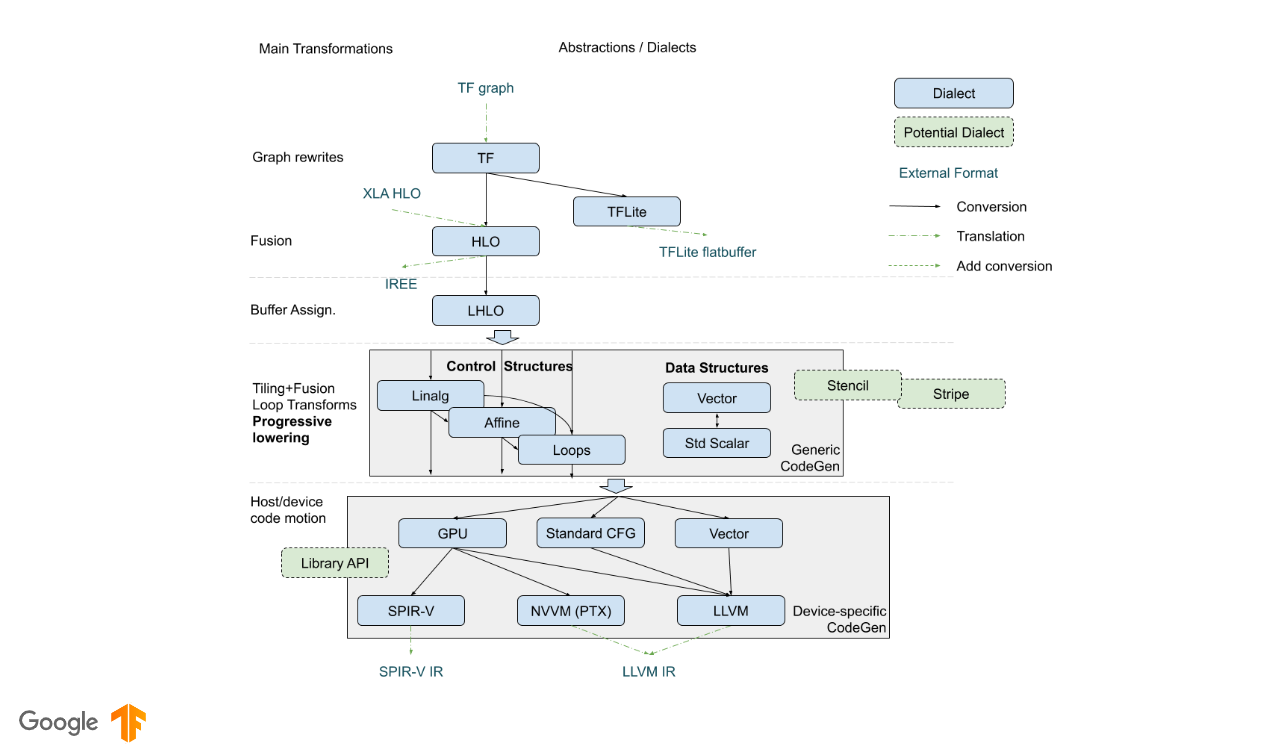 Main Transformations
Abstractions / Dialects
TF graph
Dialect
Potential Dialect
External Format
Conversion
Translation
Add conversion
Graph rewrites
TF
XLA HLO
TFLite
Fusion
HLO
TFLite flatbuffer
IREE
Buffer Assign.
LHLO
Control Structures
Data Structures
Tiling+Fusion
Loop Transforms
Progressive
lowering
Linalg
Affine
Loops
Vector
Std Scalar
Stencil
Stripe
Generic
CodeGen
Host/device
code motion
GPU
Standard CFG
Vector
Library API
SPIR-V
NVVM (PTX)
LLVM
Device-specific
CodeGen
SPIR-V IR
LLVM IR
Google